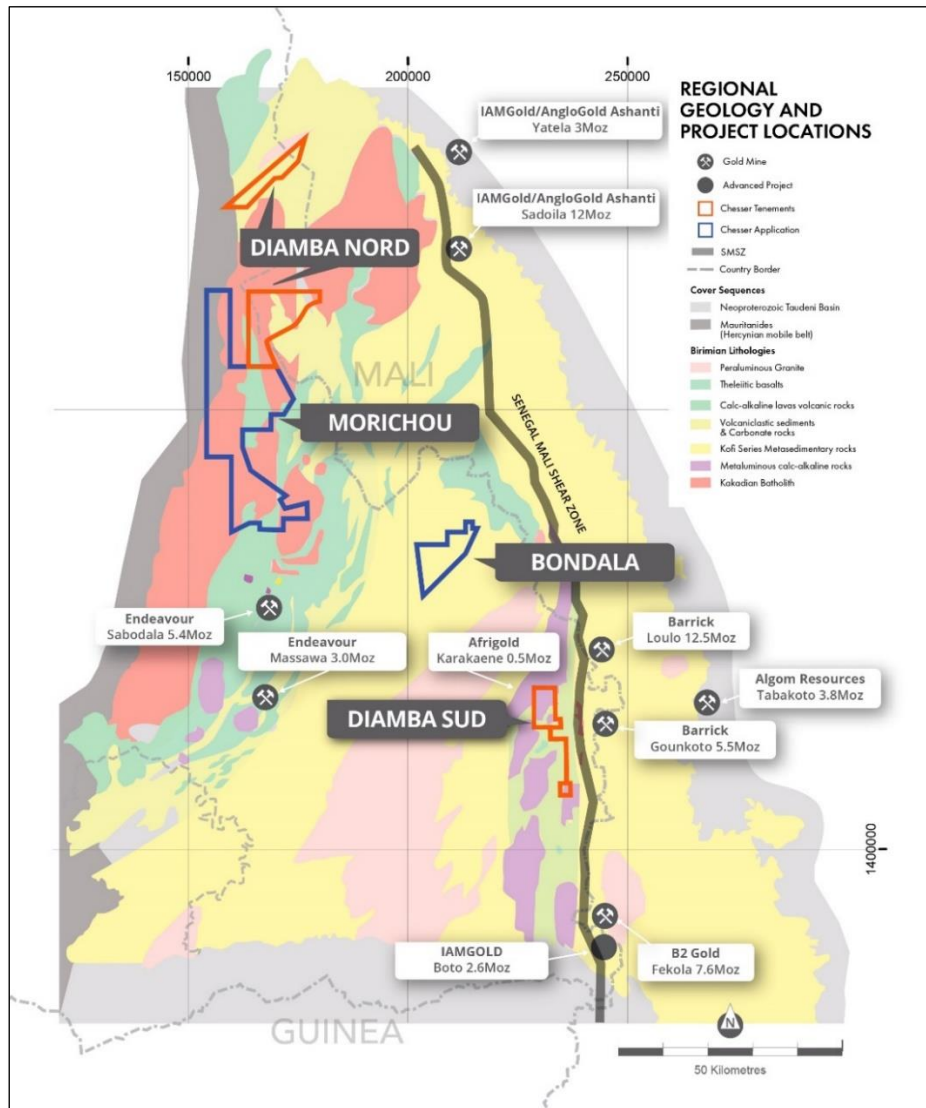 150000
200000
250000
REGIONAL
GEOLOGY AND
PROJECT LOCATIONS
Gold Mine
Advanced Project
Chesser Tenements
Chesser Application
SMSZ
Country Border
Cover Sequences
Neoproterozoic Taudeni Basin
Mauritanides
(Hercynian mobile belt)
Birimian Lithologies
Peraluminous Granite
Theleiitic basalts
Calc-alkaline lavas volcanic rocks
Volcaniclastic sediments
& Carbonate rocks
Kofi Series Metasedimentary rocks
Metaluminous calc-alkaline rocks
Kakadian Batholith
IAMGold/AngloGold Ashanti
Yatela 3Moz
IAMGold/AngloGold Ashanti
Sadoila 12Moz
DIAMBA NORD
MALI
MORICHOU
SENEGAL MALI SHEAR ZONE
BONDALA
Endeavour
Sabodala 5.4Moz
Endeavour
Massawa 3.0Moz
Afrigold
Karakaene 0.5Moz
Barrick
Loulo 12.5Moz
Algom Resources
Tabakoto 3.8Moz
DIAMBA SUD
Barrick
Gounkoto 5.5Moz
1400000
IAMGOLD
Boto 2.6Moz
B2 Gold
Fekola 7.6Moz
GUINEA
N
50 Kilometres